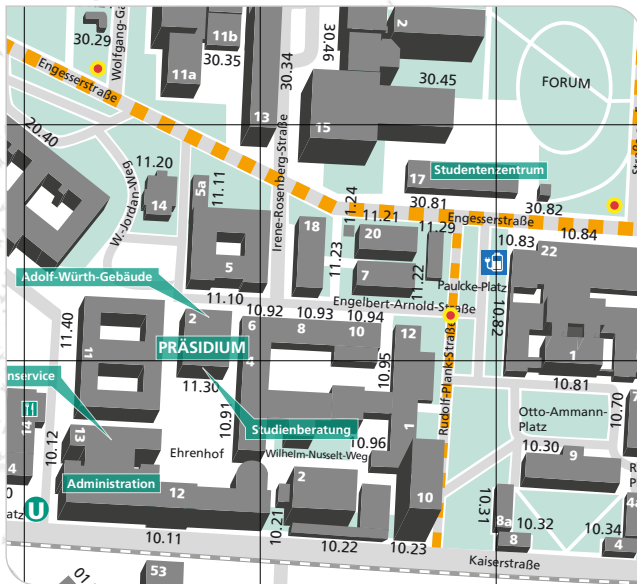 30.29
Wolfgang-Ga
11b
30.35
11a
30.34
30.46
2
30.45
FORUM
Engesserstraße
13
15
20.40
11.20
W.-Jordan-Weg
14
5a
11.11
Irene-Rosenberg-Straße
17
Studentenzentrum
30.81
30.82
Engesserstraße
10.83
10.84
11.24
11.21
11.29
18
20
11.23
7
11.22
22
Paulcke-Platz
5
Adolf-Würth-Gebäude
11.10
10.92
10.93
10.94
Engelbert-Arnold-Straße
2
PRÄSIDIUM
6
8
10
12
4
11.40
11
11.30
10.95
Rudolf-Plank-Straße
10.82
1
10.81
10.70
7
nservice
14
10.12
13
10.91
Studienberatung
10.96
1
Otto-Ammann-
Platz
10.30
9
Ehrenhof
Wilhelm-Nusselt-Weg
4
Administration
12
2
10
10.31
8a
10.32
8
10.34
4
R
P
atz
U
10.11
10.21
10.22
10.23
Kaiserstraße
53
01